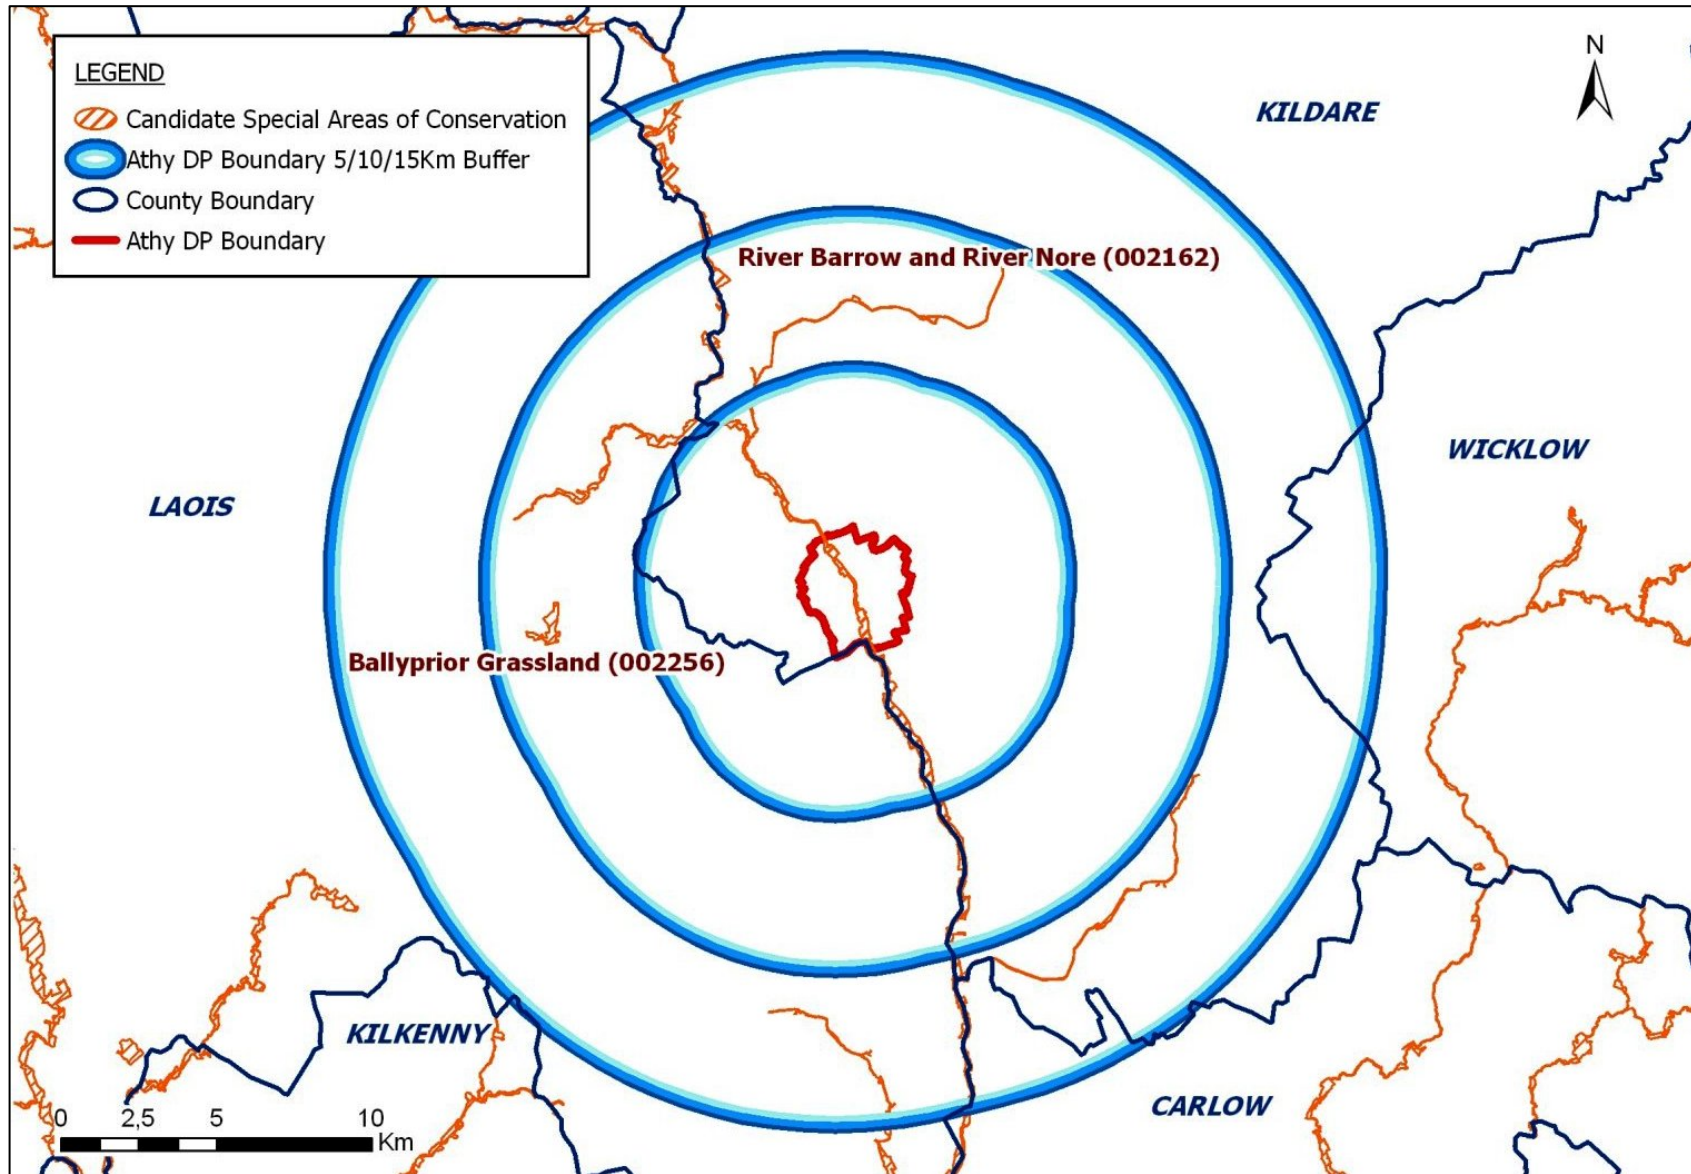 LEGEND
Candidate Special Areas of Conservation
Athy DP Boundary 5/10/15Km Buffer
County Boundary
Athy DP Boundary
N
KILDARE
River Barrow and River Nore (002162)
WICKLOW
LAOIS
Ballyprior Grassland (002256)
KILKENNY
CARLOW
0 2,5 5 10
Km